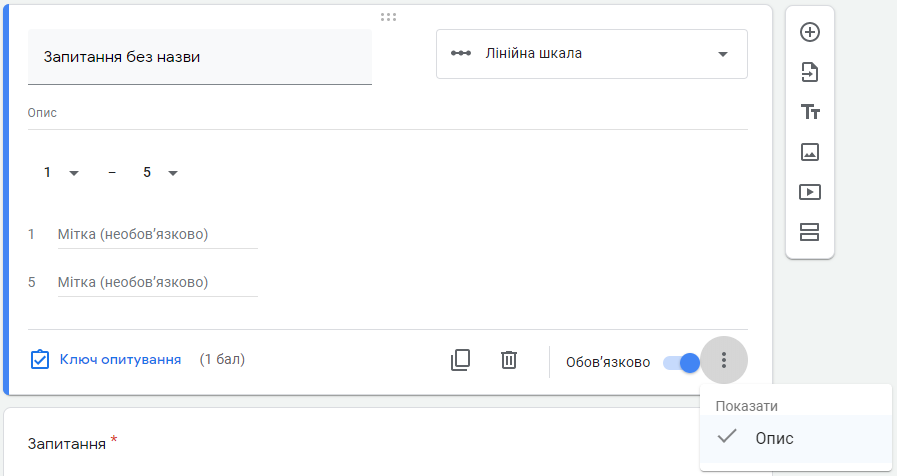 Запитання без назви
Лінійна шкала
Опис
1 – 5
1 Мітка (необов’язково)
5 Мітка (необов’язково)
Ключ опитування (1 бал)
Обов’язково
Показати
Опис
Запитання *